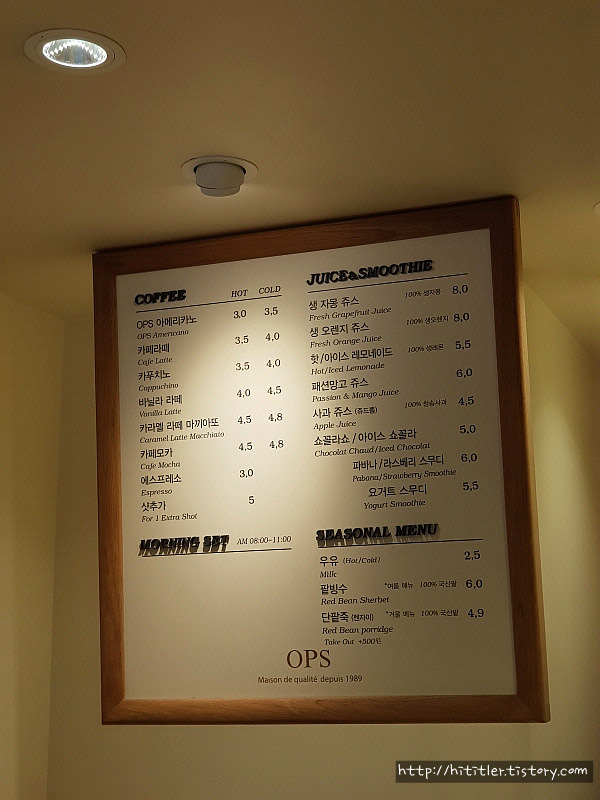 COFFEE
HOT COLD
OPS 아메리카노 3,0 3,5
OPS Americano
카페라떼 3,5 4,0
Cafe Latte
카푸치노 3,5 4,0
Cappuchino
바닐라 라떼 4,0 4,5
Vanilla Latte
카라멜 라떼 마끼아또 4,5 4,8
Caramel Latte Macchiato
카페모카 4,5 4,8
Cafe Mocha
에스프레소 3,0
Espresso
샷추가 5
For 1 Extra Shot
MORNING SET AM 08:00~11:00
JUICE&SMOOTHIE
생 자몽 쥬스 100% 생자몽 8,0
Fresh Grapefruit Juice
생 오렌지 쥬스 100% 생오렌지 8,0
Fresh Orange Juice
핫/아이스 레모네이드 100% 생레몬 5,5
Hot/Iced Lemonade
패션망고 쥬스 6,0
Passion & Mango Juice
사과 쥬스 (쥬드뽐) 100% 청송사과 4,5
Apple Juice
쇼꼴라쇼 / 아이스 쇼꼴라 5,0
Chocolat Chaud/Iced Chocolat
파바나/라스베리 스무디 6,0
Pabana/Strawberry Smoothie
요거트 스무디 5,5
Yogurt Smoothie
SEASONAL MENU
우유 (Hot/Cold) 2,5
Milk
팥빙수 *여름 메뉴 100% 국산팥 6,0
Red Bean Sherbet
단팥죽 (젠자이) *겨울 메뉴 100% 국산팥 4,9
Red Bean porridge
Take Out +500원
OPS
Maison de qualité depuis 1989
http://hititler.tistory.com